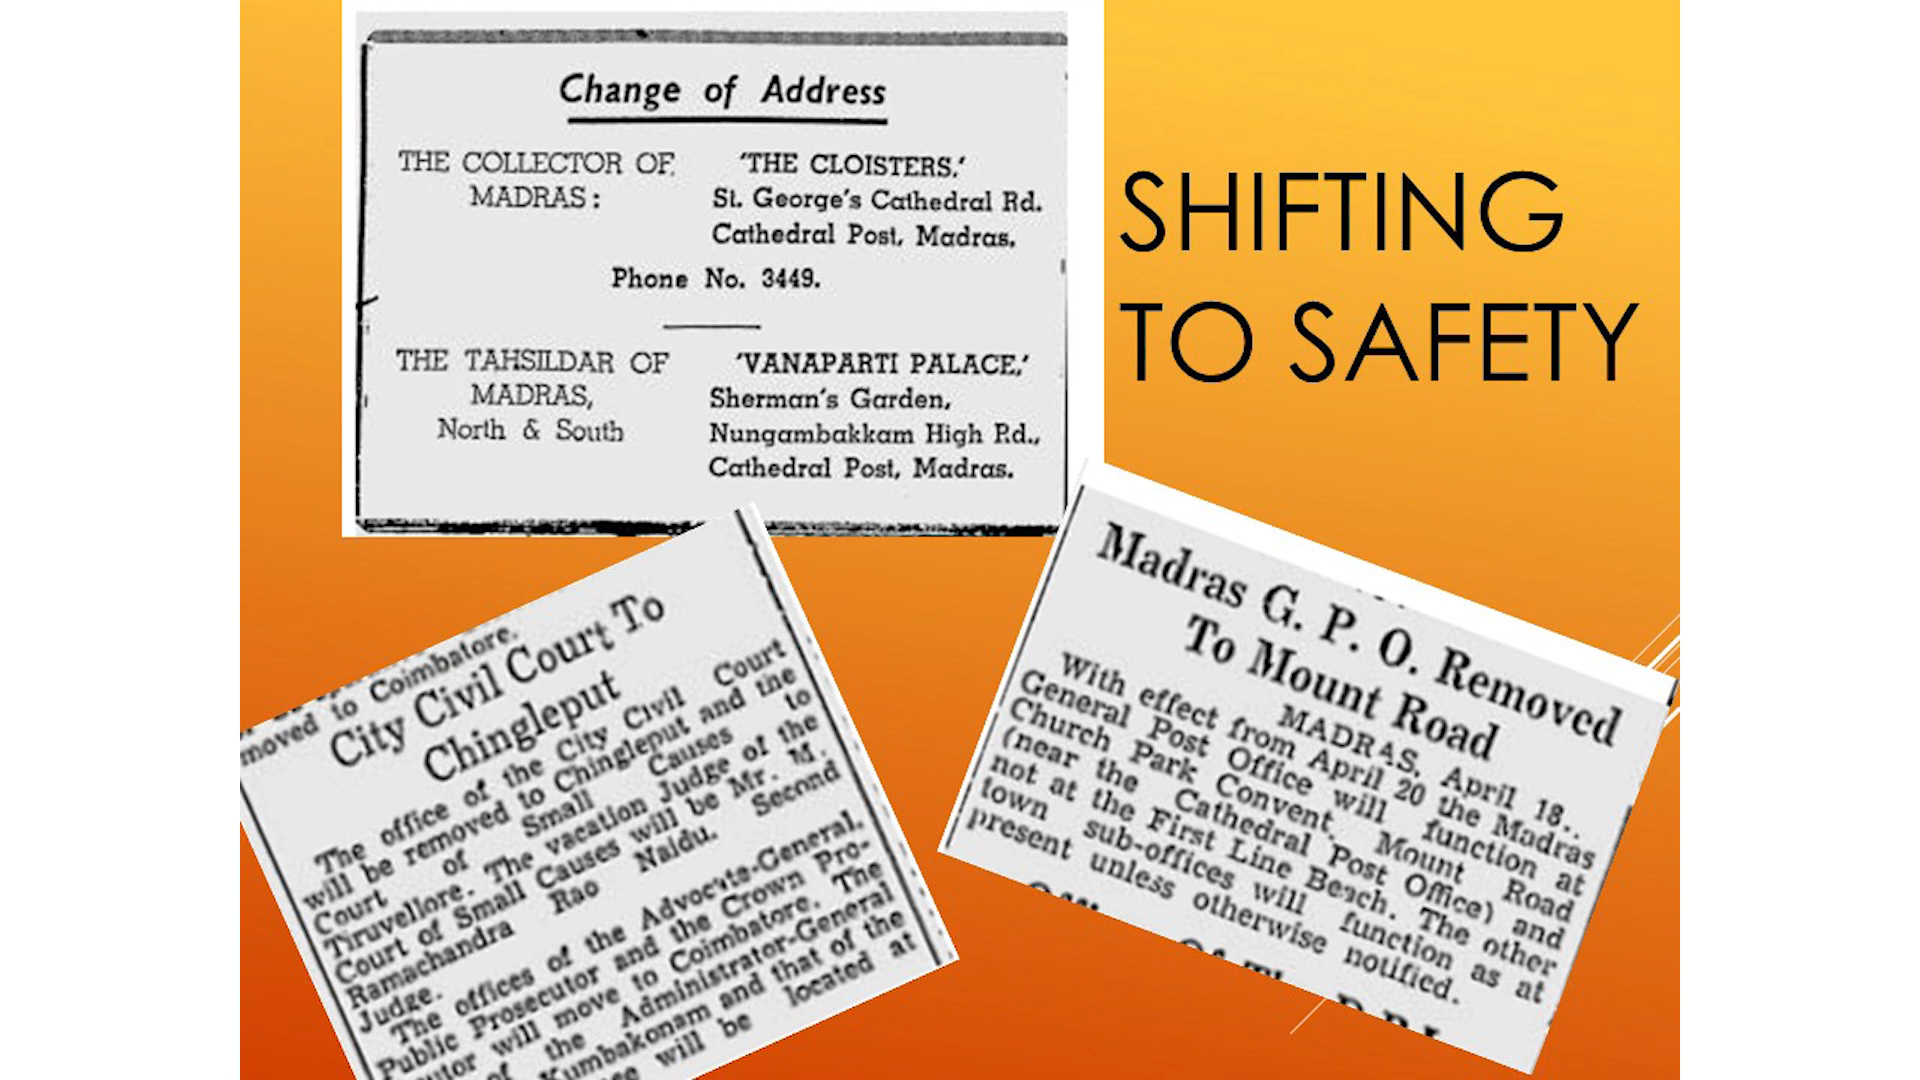 Change of Address
THE COLLECTOR OF MADRAS :
'THE CLOISTERS,'
St. George's Cathedral Rd.
Cathedral Post, Madras.
Phone No. 3449.
THE TAHSILDAR OF MADRAS,
North & South
'VANAPARTI PALACE,'
Sherman's Garden,
Nungambakkam High Rd.,
Cathedral Post, Madras.
SHIFTING
TO SAFETY
moved to Coimbatore.
City Civil Court To
Chingleput
The office of the City Civil Court
will be removed to Chingleput and the
Court of Small Causes to
Tiruvellore. The vacation Judge of the
Court of Small Causes will be Mr. M.
Ramachandra Rao Naidu. Second
Judge.
The offices of the Advocate-General,
Public Prosecutor and the Crown Pro-
cutor will move to Coimbatore. The
of the Administrator-General
Kumbakonam and that of the
will be located at
Madras G. P. O. Removed
To Mount Road
MADRAS, April 18..
With effect from April 20 the Madras
General Post Office will function at
Church Park Convent, Mount Road
(near the Cathedral Post Office) and
not at the First Line Beach. The other
town sub-offices will function as at
present unless otherwise notified.